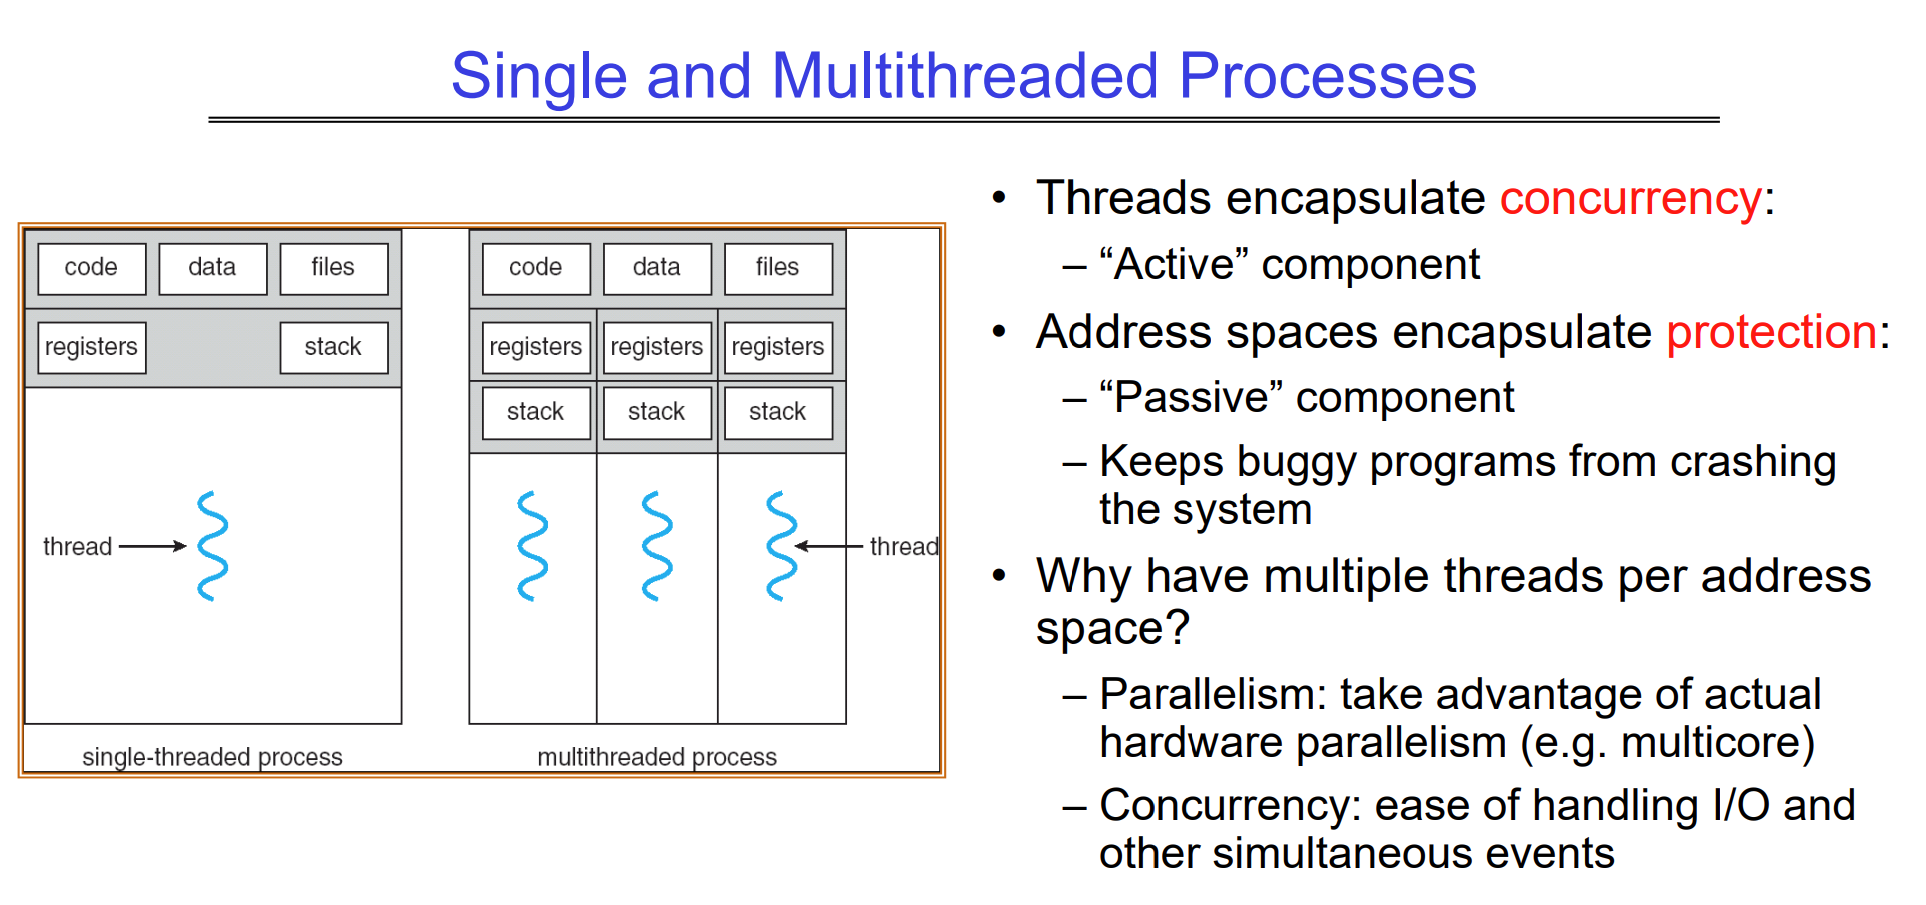 Single and Multithreaded Processes
code data files
registers stack
thread
single-threaded process
code data files
registers registers registers
stack stack stack
thread
multithreaded process
• Threads encapsulate concurrency:
– “Active” component
• Address spaces encapsulate protection:
– “Passive” component
– Keeps buggy programs from crashing
the system
• Why have multiple threads per address
space?
– Parallelism: take advantage of actual
hardware parallelism (e.g. multicore)
– Concurrency: ease of handling I/O and
other simultaneous events